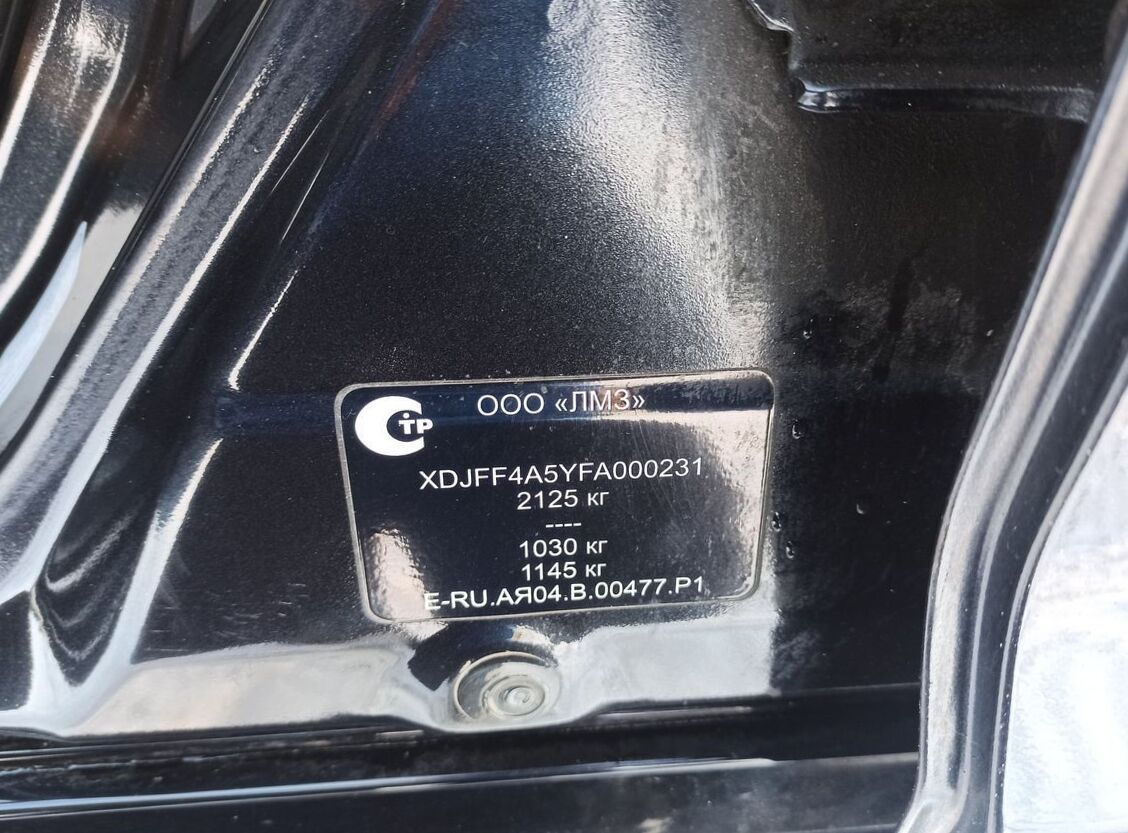 ООО «ЛМЗ»
СТР
XDJFF4A5YFA000231
2125 кг
----
1030 кг
1145 кг
E-RU.АЯ04.В.00477.Р1